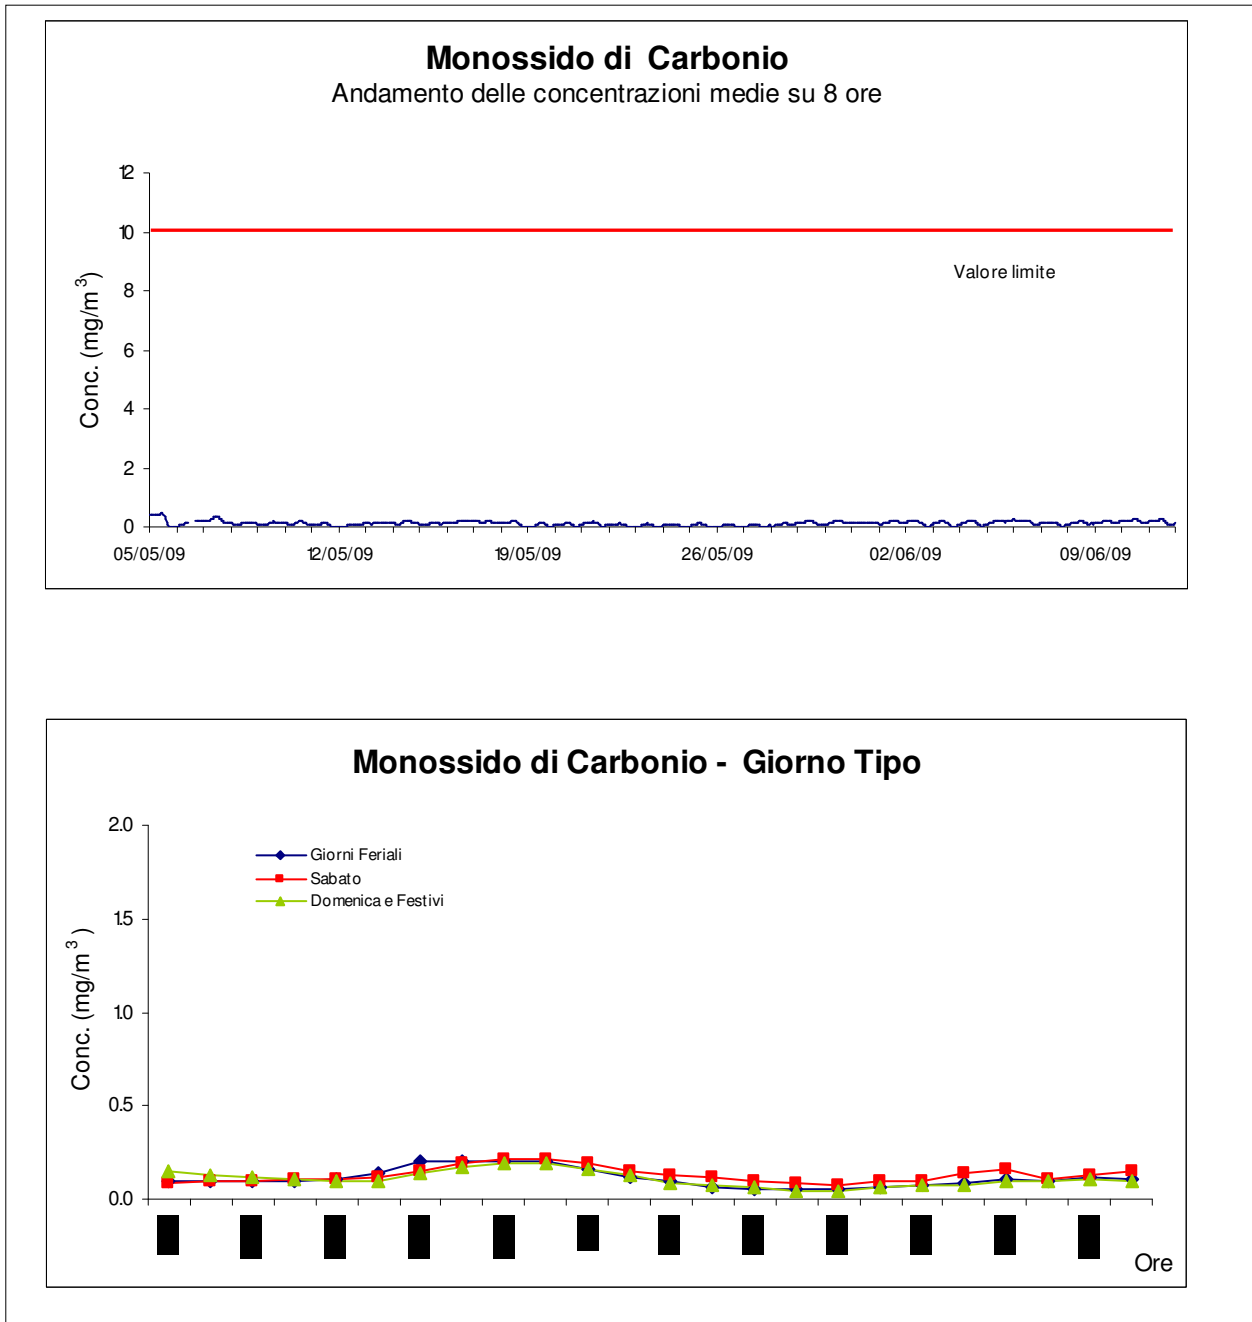 Monossido di Carbonio
Andamento delle concentrazioni medie su 8 ore
12
10
8
6
4
2
0
Conc. (mg/m³)
Valore limite
05/05/09 12/05/09 19/05/09 26/05/09 02/06/09 09/06/09
Monossido di Carbonio - Giorno Tipo
2.0
1.5
1.0
0.5
0.0
Conc. (mg/m³)
Giorni Feriali
Sabato
Domenica e Festivi
Ore